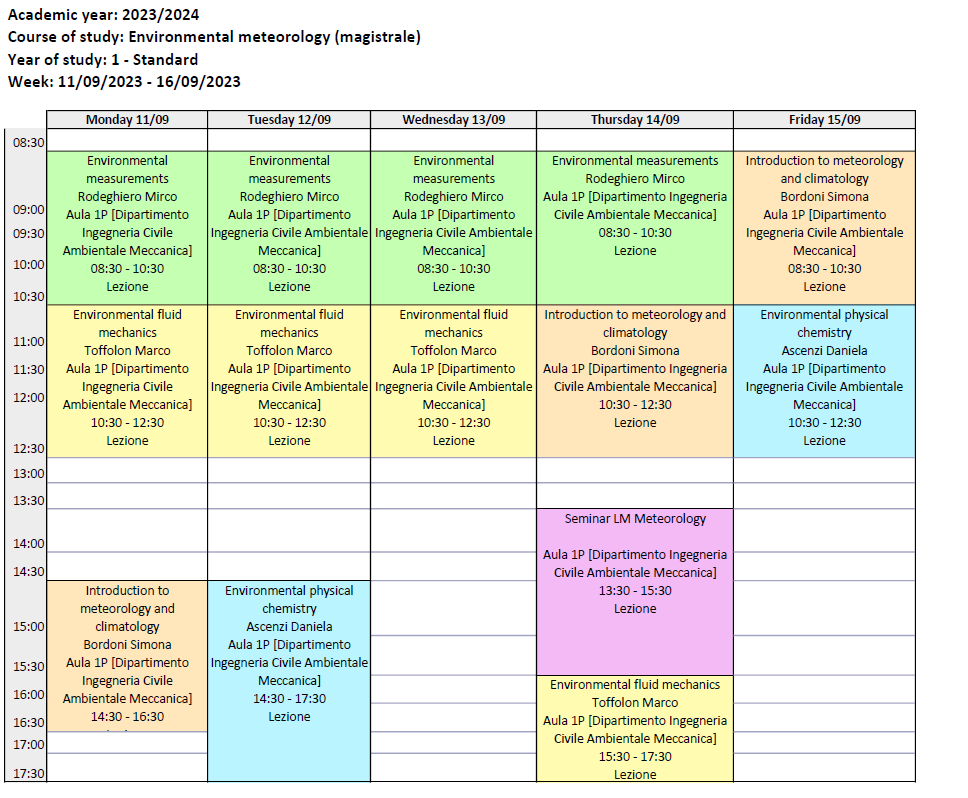 Academic year: 2023/2024
Course of study: Environmental meteorology (magistrale)
Year of study: 1 - Standard
Week: 11/09/2023 - 16/09/2023
Monday 11/09
Tuesday 12/09
Wednesday 13/09
Thursday 14/09
Friday 15/09
08:30
09:00
09:30
10:00
10:30
11:00
11:30
12:00
12:30
13:00
13:30
14:00
14:30
15:00
15:30
16:00
16:30
17:00
17:30
Environmental
measurements
Rodeghiero Mirco
Aula 1P [Dipartimento
Ingegneria Civile
Ambientale Meccanica]
08:30 - 10:30
Lezione
Environmental
measurements
Rodeghiero Mirco
Aula 1P [Dipartimento
Ingegneria Civile Ambientale
Meccanica]
08:30 - 10:30
Lezione
Environmental
measurements
Rodeghiero Mirco
Aula 1P [Dipartimento
Ingegneria Civile Ambientale
Meccanica]
08:30 - 10:30
Lezione
Environmental measurements
Rodeghiero Mirco
Aula 1P [Dipartimento Ingegneria
Civile Ambientale Meccanica]
08:30 - 10:30
Lezione
Introduction to meteorology
and climatology
Bordoni Simona
Aula 1P [Dipartimento
Ingegneria Civile Ambientale
Meccanica]
08:30 - 10:30
Lezione
Environmental fluid
mechanics
Toffolon Marco
Aula 1P [Dipartimento
Ingegneria Civile
Ambientale Meccanica]
10:30 - 12:30
Lezione
Environmental fluid
mechanics
Toffolon Marco
Aula 1P [Dipartimento
Ingegneria Civile Ambientale
Meccanica]
10:30 - 12:30
Lezione
Environmental fluid
mechanics
Toffolon Marco
Aula 1P [Dipartimento
Ingegneria Civile Ambientale
Meccanica]
10:30 - 12:30
Lezione
Introduction to meteorology and
climatology
Bordoni Simona
Aula 1P [Dipartimento Ingegneria
Civile Ambientale Meccanica]
10:30 - 12:30
Lezione
Environmental physical
chemistry
Ascenzi Daniela
Aula 1P [Dipartimento
Ingegneria Civile Ambientale
Meccanica]
10:30 - 12:30
Lezione
Seminar LM Meteorology
Aula 1P [Dipartimento Ingegneria
Civile Ambientale Meccanica]
13:30 - 15:30
Lezione
Introduction to
meteorology and
climatology
Bordoni Simona
Aula 1P [Dipartimento
Ingegneria Civile
Ambientale Meccanica]
14:30 - 16:30
Environmental physical
chemistry
Ascenzi Daniela
Aula 1P [Dipartimento
Ingegneria Civile Ambientale
Meccanica]
14:30 - 17:30
Lezione
Environmental fluid mechanics
Toffolon Marco
Aula 1P [Dipartimento Ingegneria
Civile Ambientale Meccanica]
15:30 - 17:30
Lezione